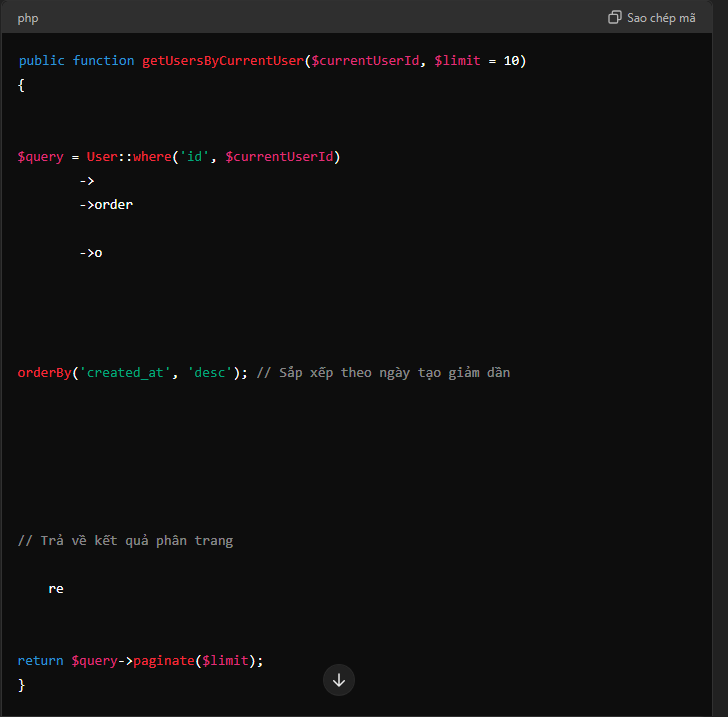 php
Sao chép mã
public function getUsersByCurrentUser($currentUserId, $limit = 10)
{
$query = User::where('id', $currentUserId)
->
->order
->o
orderBy('created_at', 'desc'); // Sắp xếp theo ngày tạo giảm dần
// Trả về kết quả phân trang
re
return $query->paginate($limit);
}